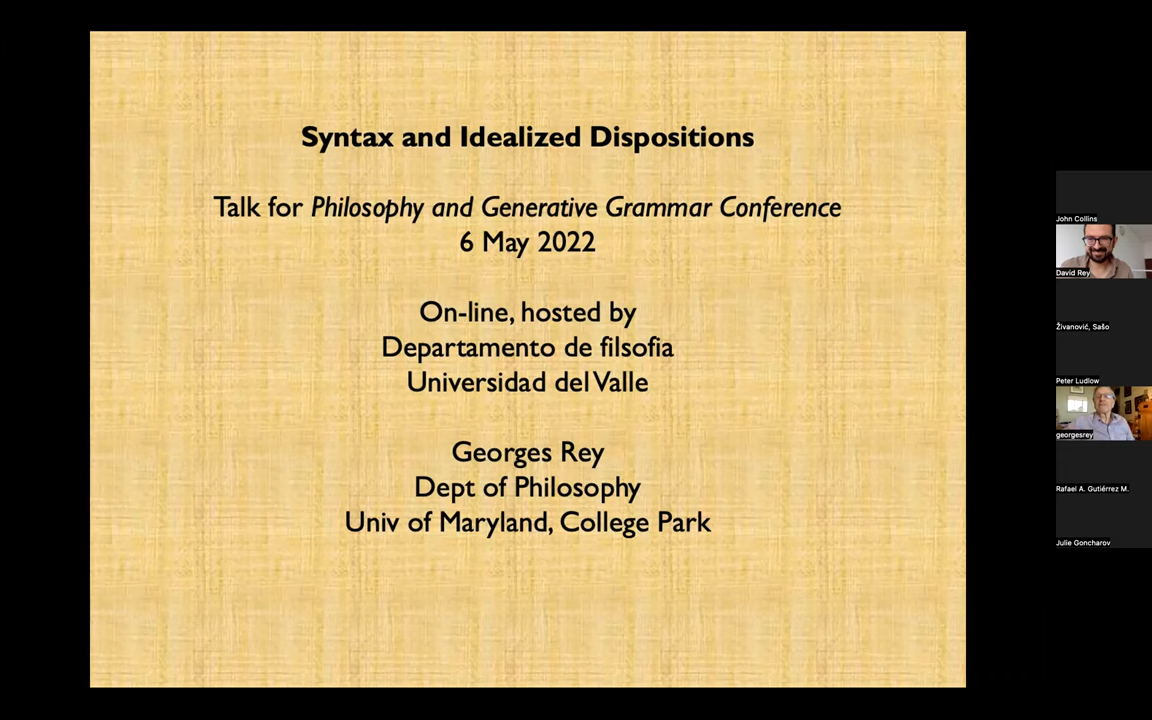 Syntax and Idealized Dispositions
Talk for Philosophy and Generative Grammar Conference
6 May 2022
On-line, hosted by
Departamento de filsofia
Universidad del Valle
Georges Rey
Dept of Philosophy
Univ of Maryland, College Park
John Collins
David Rey
Živanović, Sašo
Peter Ludlow
georgesrey
Rafael A. Gutiérrez M.
Julie Goncharov